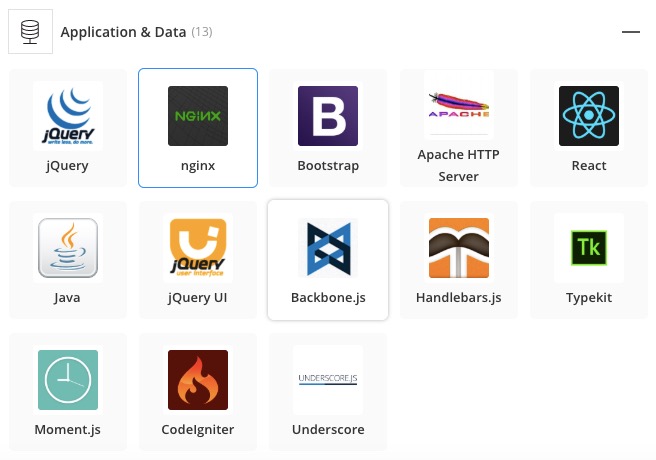 Application & Data (13)
jQuery
write less, do more.
jQuery
NGINX
nginx
B
Bootstrap
APACHE
Apache HTTP
Server
React
Java
jQuery
user interface
jQuery UI
Backbone.js
Handlebars.js
Tk
Typekit
Moment.js
CodeIgniter
UNDERSCORE.JS
Underscore